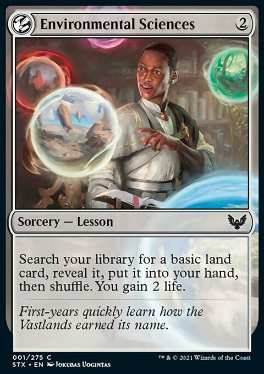 Environmental Sciences 2
Sorcery — Lesson
Search your library for a basic land
card, reveal it, put it into your hand,
then shuffle. You gain 2 life.
First-years quickly learn how the
Vastlands earned its name.
001/275 C
STX • EN JOKUBAS UOGINTAS
™ & © 2021 Wizards of the Coast